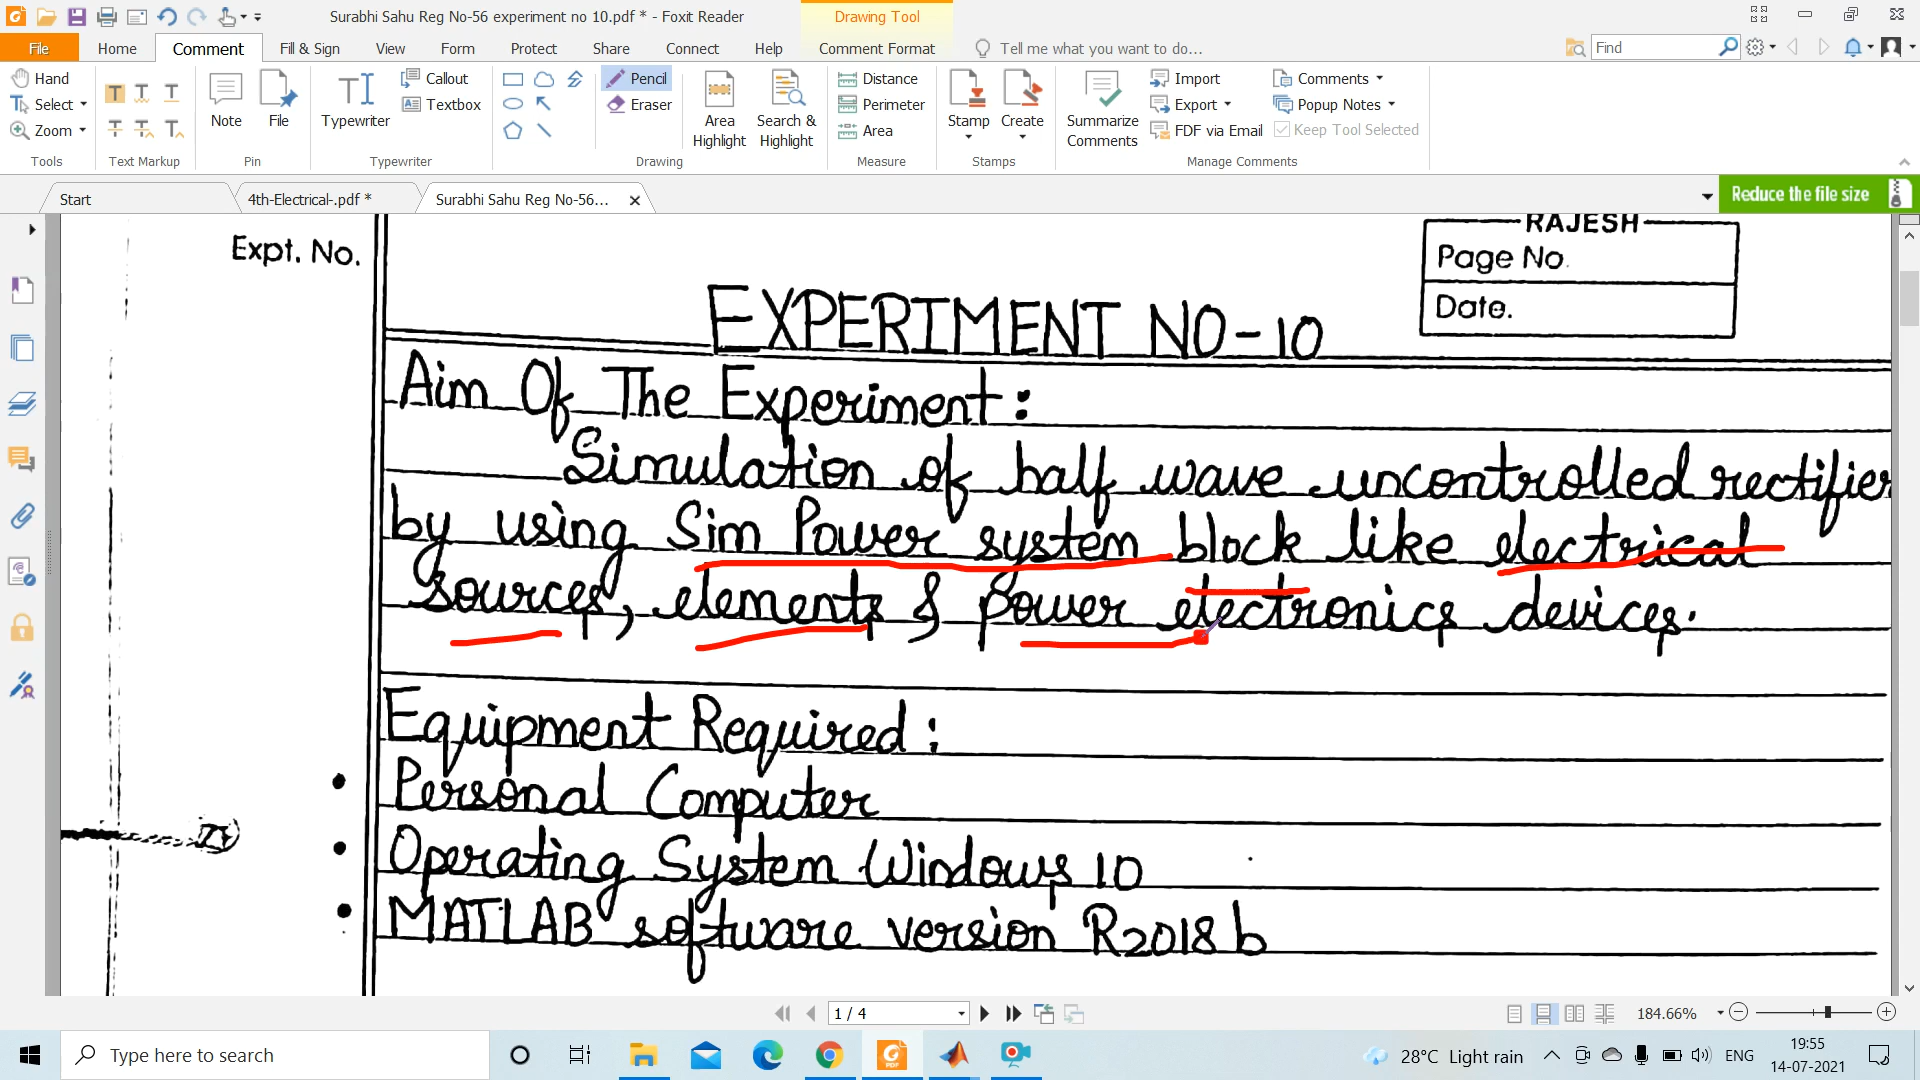 Surabhi Sahu Reg No-56 experiment no 10.pdf * - Foxit Reader
Drawing Tool
File Home Comment Fill & Sign View Form Protect Share Connect Help Comment Format Tell me what you want to do... Find
Hand Select Zoom Tools
Text Markup
Note File Pin
Typewriter Callout Textbox Typewriter
Pencil Eraser Area Highlight Search & Highlight Drawing
Distance Perimeter Area Measure
Stamp Create Stamps
Summarize Comments Import Export FDF via Email Comments Popup Notes Keep Tool Selected Manage Comments
Start 4th-Electrical-.pdf * Surabhi Sahu Reg No-56... Reduce the file size
RAJESH
Expt. No. Page No.
Date.
EXPERIMENT NO-10
Aim Of The Experiment:
Simulation of half wave uncontrolled rectifier
by using Sim Power system block like electrical
sources, elements & power electronics devices.
Equipment Required:
• Personal Computer
• Operating System Windows 10
• MATLAB software version R2018b
1 / 4 184.66%
Type here to search
28°C Light rain ENG 19:55
14-07-2021